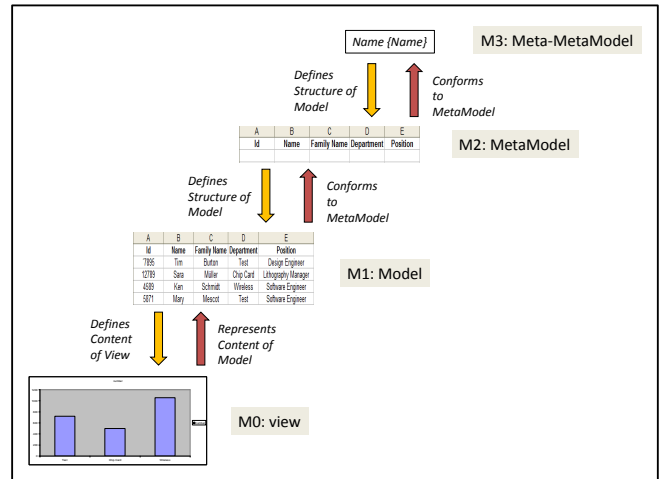 Name {Name}
M3: Meta-MetaModel
Defines
Structure of
Model
Conforms
to
MetaModel
A B C D E
Id Name Family Name Department Position
M2: MetaModel
Defines
Structure of
Model
Conforms
to
MetaModel
A B C D E
Id Name Family Name Department Position
7895 Tim Burton Test Design Engineer
12789 Sara Müller Chip Card Lithography Manager
4589 Ken Schmidt Wireless Software Engineer
5871 Mary Mescot Test Software Engineer
M1: Model
Defines
Content
of View
Represents
Content of
Model
M0: view